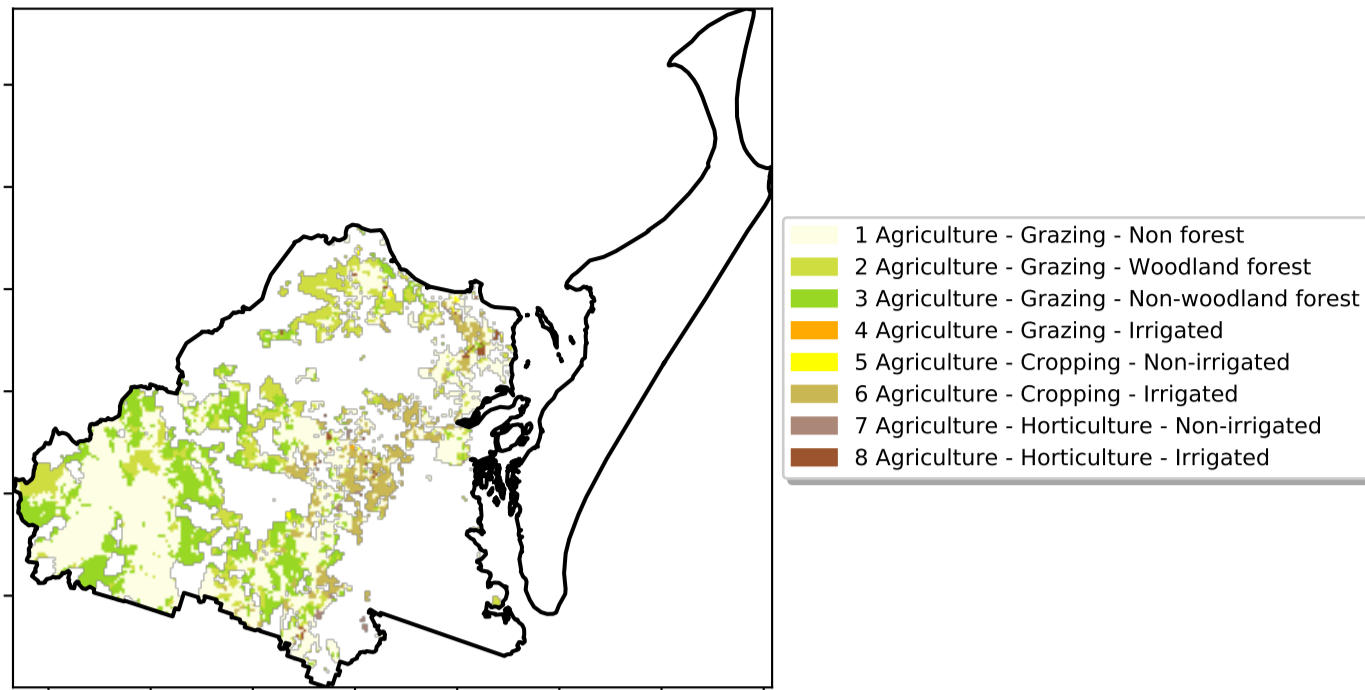 1 Agriculture - Grazing - Non forest
2 Agriculture - Grazing - Woodland forest
3 Agriculture - Grazing - Non-woodland forest
4 Agriculture - Grazing - Irrigated
5 Agriculture - Cropping - Non-irrigated
6 Agriculture - Cropping - Irrigated
7 Agriculture - Horticulture - Non-irrigated
8 Agriculture - Horticulture - Irrigated